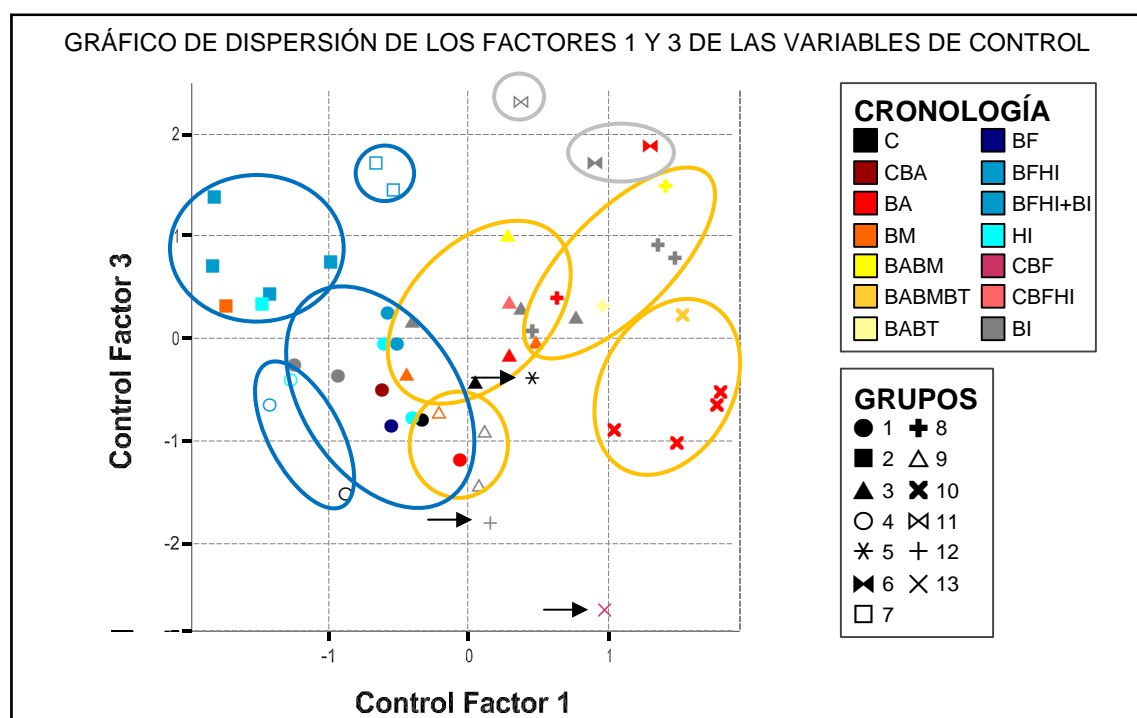 GRÁFICO DE DISPERSIÓN DE LOS FACTORES 1 Y 3 DE LAS VARIABLES DE CONTROL
Control Factor 3
2
1
0
-1
-2
-1
0
1
Control Factor 1
CRONOLOGÍA
C BF
CBA BFHI
BA BFHI+BI
BM HI
BABM CBF
BABMBT CBFHI
BABT BI
GRUPOS
1 8
2 9
3 10
4 11
5 12
6 13
7